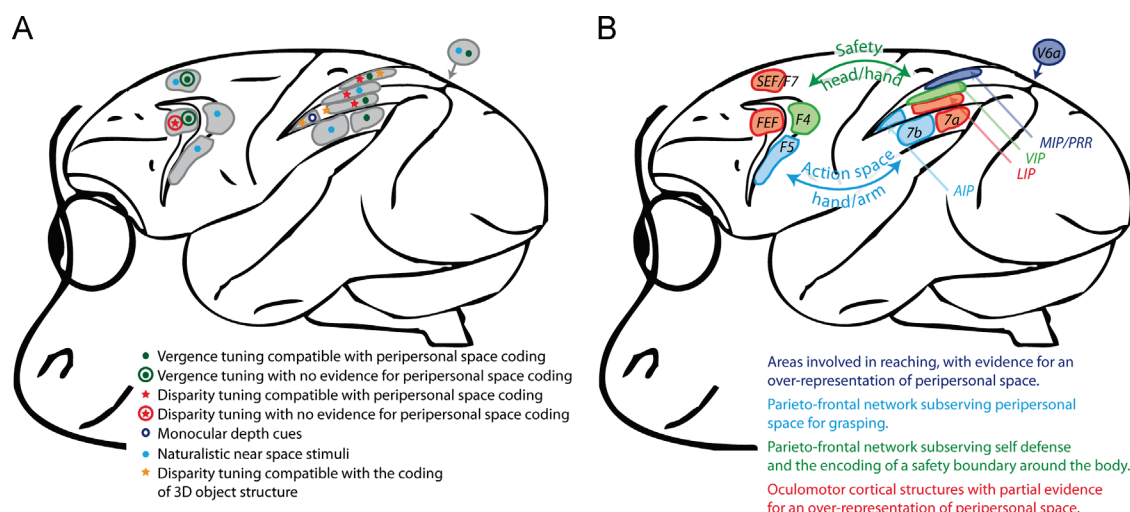 A
Vergence tuning compatible with peripersonal space coding
Vergence tuning with no evidence for peripersonal space coding
Disparity tuning compatible with peripersonal space coding
Disparity tuning with no evidence for peripersonal space coding
Monocular depth cues
Naturalistic near space stimuli
Disparity tuning compatible with the coding
of 3D object structure
B
Safety
head/hand
V6a
SEF/F7
FEF
F4
F5
7b
7a
MIP/PRR
VIP
LIP
AIP
Action space
hand/arm
Areas involved in reaching, with evidence for an
over-representation of peripersonal space.
Parieto-frontal network subserving peripersonal
space for grasping.
Parieto-frontal network subserving self defense
and the encoding of a safety boundary around the body.
Oculomotor cortical structures with partial evidence
for an over-representation of peripersonal space.